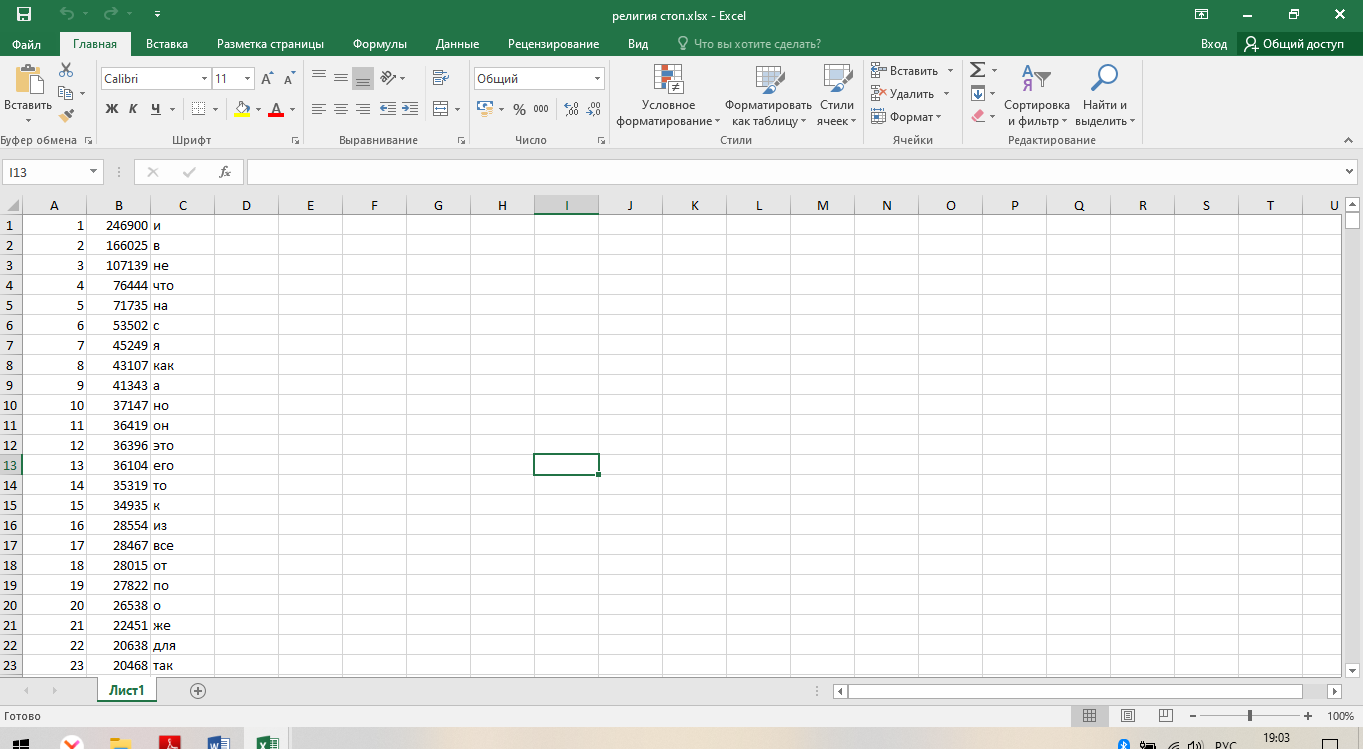 религия стоп.xlsx - Excel
Файл Главная Вставка Разметка страницы Формулы Данные Рецензирование Вид Что вы хотите сделать? Вход Общий доступ
Calibri 11 Общий
Вставить Ж К Ч % 000
Условное форматирование
Форматировать как таблицу
Стили ячеек
Вставить
Удалить
Формат
Сортировка и фильтр
Найти и выделить
Буфер обмена Шрифт Выравнивание Число Стили Ячейки Редактирование
I13 fx
A B C D E F G H I J K L M N O P Q R S T U
1 1 246900 и
2 2 166025 в
3 3 107139 не
4 4 76444 что
5 5 71735 на
6 6 53502 с
7 7 45249 я
8 8 43107 как
9 9 41343 а
10 10 37147 но
11 11 36419 он
12 12 36396 это
13 13 36104 его
14 14 35319 то
15 15 34935 к
16 16 28554 из
17 17 28467 все
18 18 28015 от
19 19 27822 по
20 20 26538 о
21 21 22451 же
22 22 20638 для
23 23 20468 так
Лист1
Готово 100%
РУС 19:03